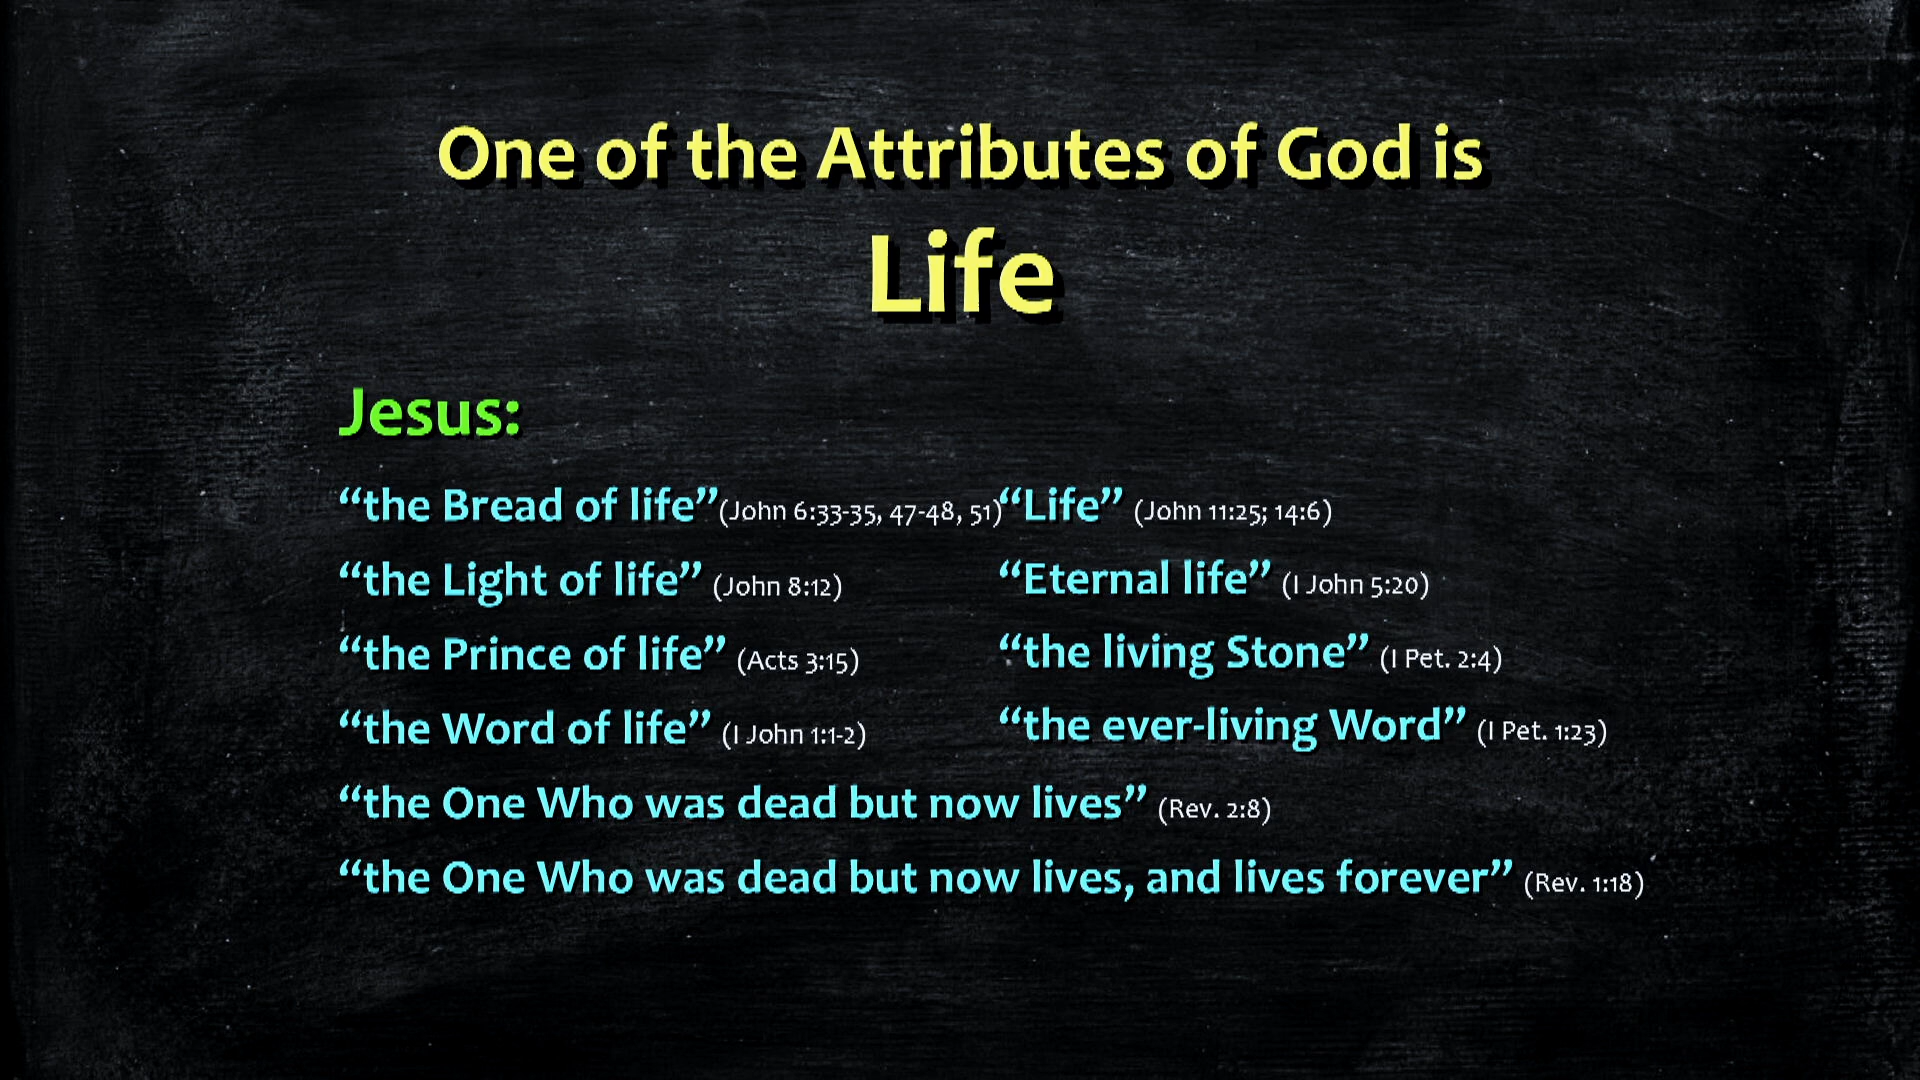 One of the Attributes of God is
Life
Jesus:
“the Bread of life”(John 6:33-35, 47-48, 51)
“the Light of life” (John 8:12)
“the Prince of life” (Acts 3:15)
“the Word of life” (I John 1:1-2)
“Life” (John 11:25; 14:6)
“Eternal life” (I John 5:20)
“the living Stone” (I Pet. 2:4)
“the ever-living Word” (I Pet. 1:23)
“the One Who was dead but now lives” (Rev. 2:8)
“the One Who was dead but now lives, and lives forever” (Rev. 1:18)